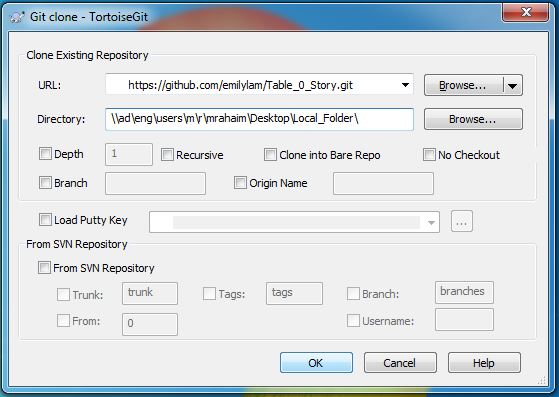 Git clone - TortoiseGit
Clone Existing Repository
URL: https://github.com/emilylam/Table_0_Story.git Browse...
Directory: \\ad\eng\users\m\r\mrahaim\Desktop\Local_Folder\ Browse...
Depth 1 Recursive Clone into Bare Repo No Checkout
Branch Origin Name
Load Putty Key ...
From SVN Repository
From SVN Repository
Trunk: trunk Tags: tags Branch: branches
From: 0 Username:
OK Cancel Help